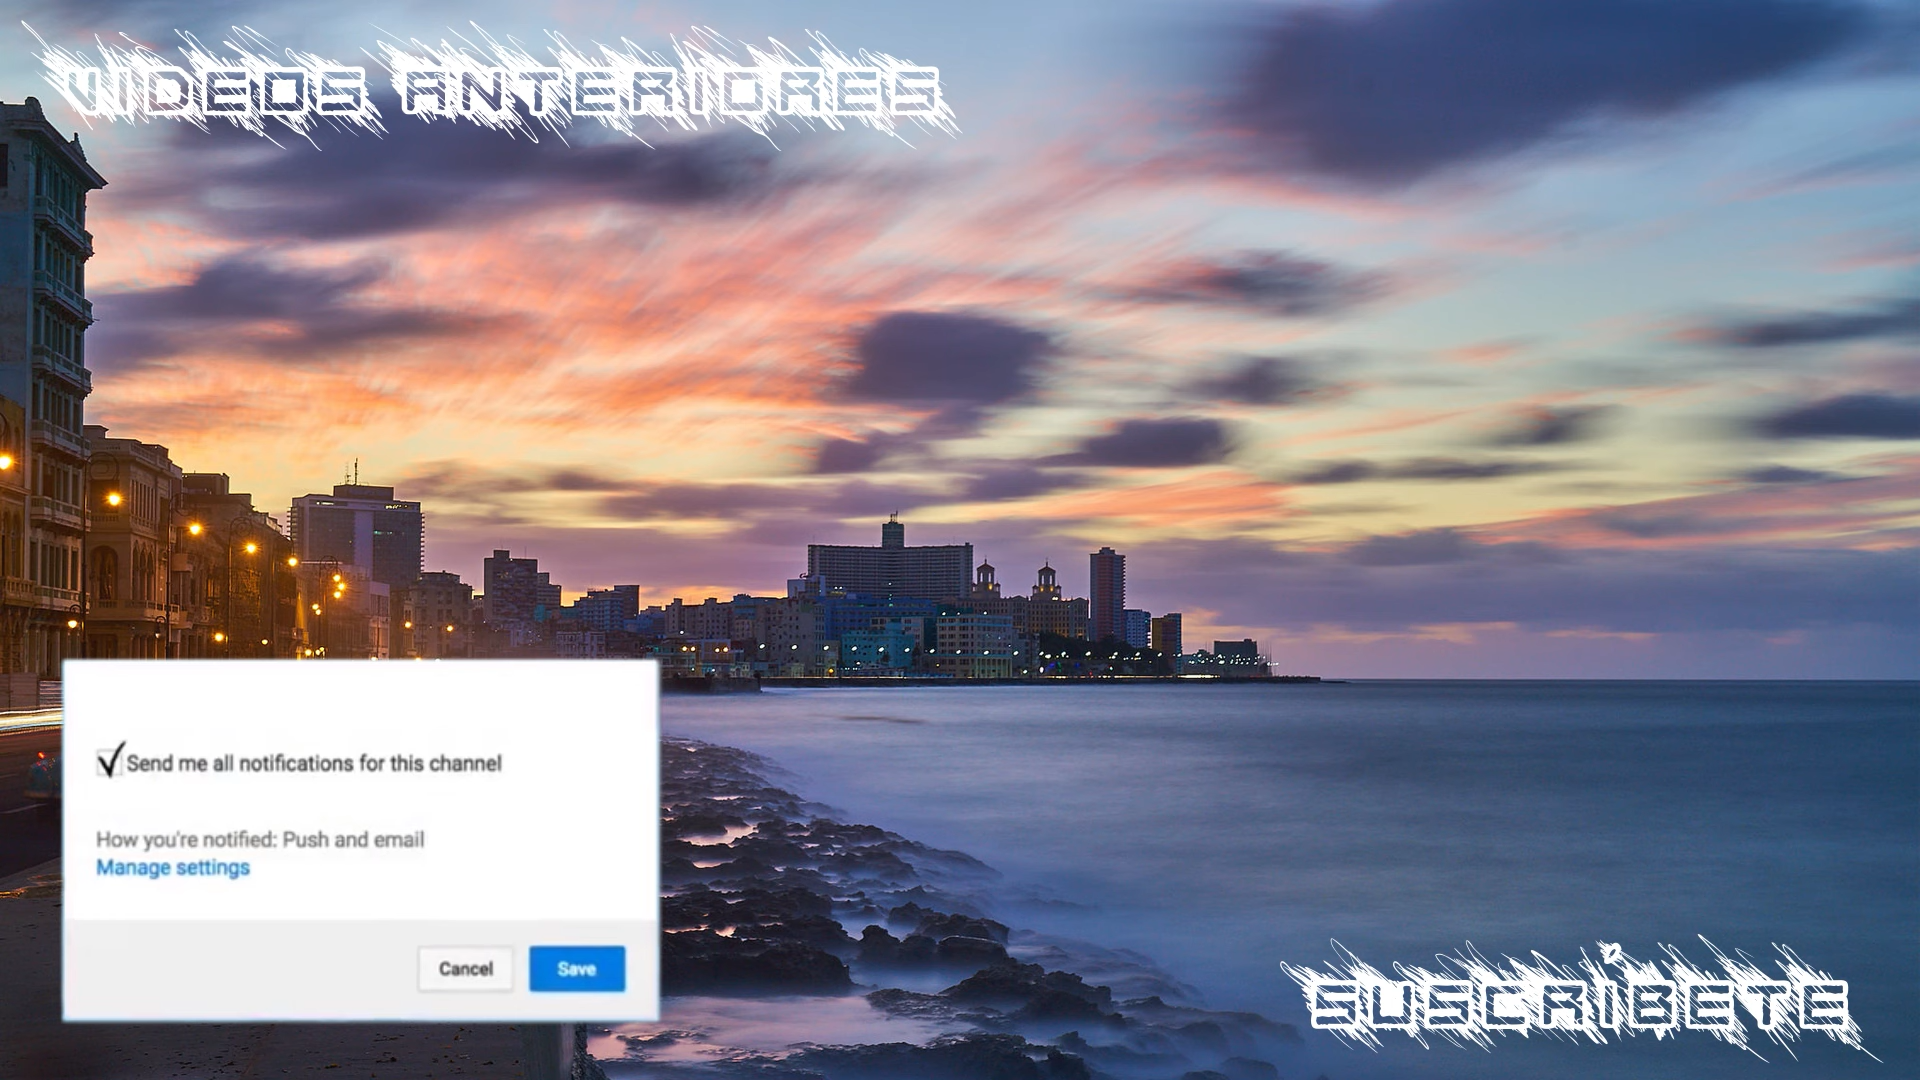 VIDEOS ANTERIORES
Send me all notifications for this channel
How you're notified: Push and email
Manage settings
Cancel
Save
SUSCRÍBETE